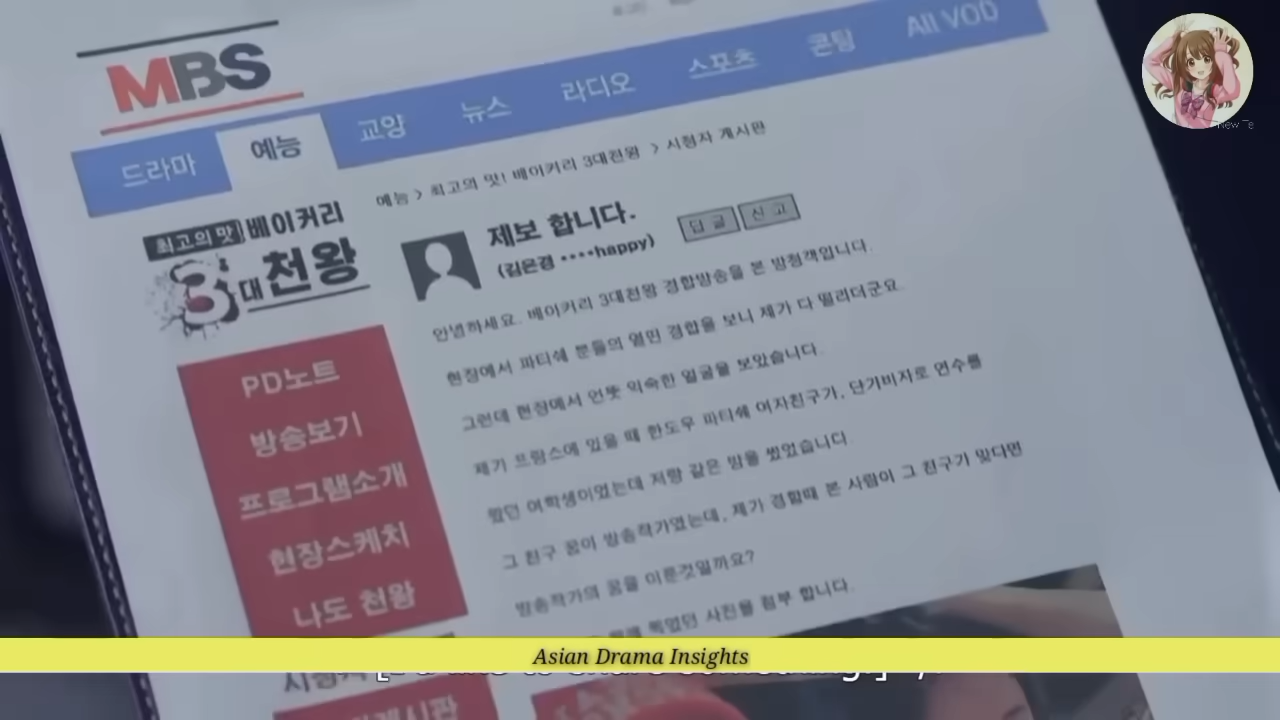 MBS
드라마 예능 교양 뉴스 라디오 스포츠 콘팅 All VOD
예능 > 최고의 맛! 베이커리 3대천왕 > 시청자 게시판
최고의 맛 베이커리
3대 천왕
제보 합니다.
(김은경 ····happy)
답 글 신 고
안녕하세요. 베이커리 3대천왕 경합방송을 본 방청객입니다.
현장에서 파티쉐 분들의 열띤 경합을 보니 제가 다 떨리더군요.
그런데 현장에서 언뜻 익숙한 얼굴을 보았습니다.
제가 프랑스에 있을 때 한도우 파티쉐 여자친구가, 단기비자로 연수를
왔던 여학생이었는데 저랑 같은 방을 썼었습니다
그 친구 꿈이 방송작가였는데, 제가 경합때 본 사람이 그 친구가 맞다면
방송작가의 꿈을 이룬것일까요?
찍었던 사진을 첨부 합니다.
PD노트
방송보기
프로그램소개
현장스케치
나도 천왕
Asian Drama Insights
New Te